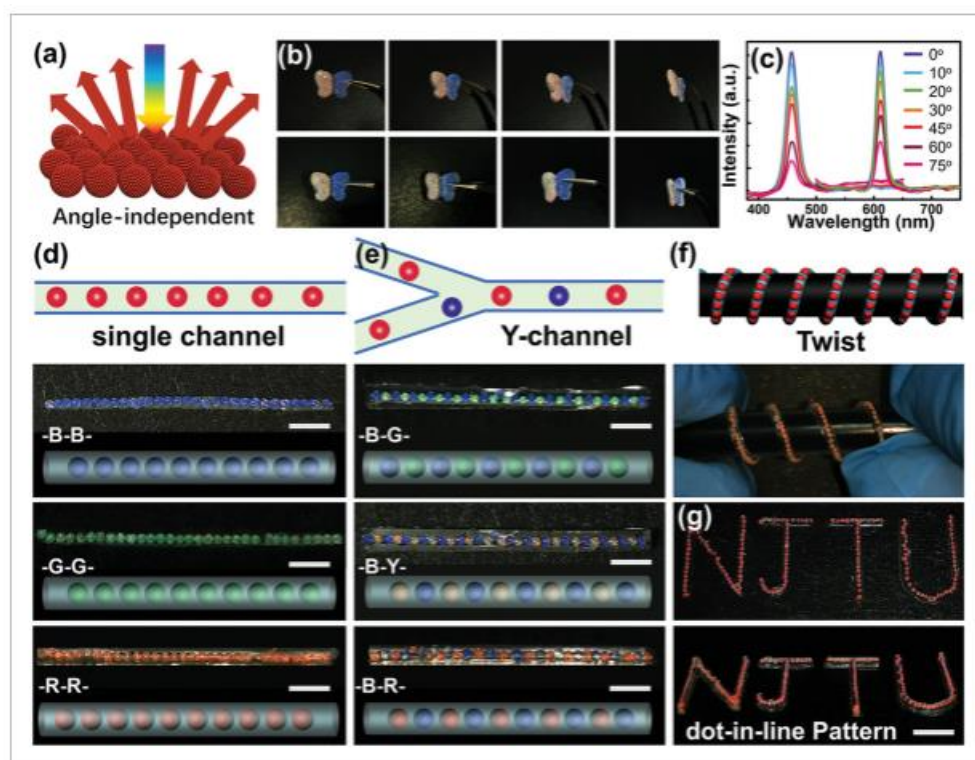 (a)
Angle-independent
(b)
(c)
Intensity (a.u.)
0°
10°
20°
30°
45°
60°
75°
400 500 600 700
Wavelength (nm)
(d)
single channel
-B-B-
-G-G-
-R-R-
(e)
Y-channel
-B-G-
-B-Y-
-B-R-
(f)
Twist
(g)
N J T U
N J T U
dot-in-line Pattern